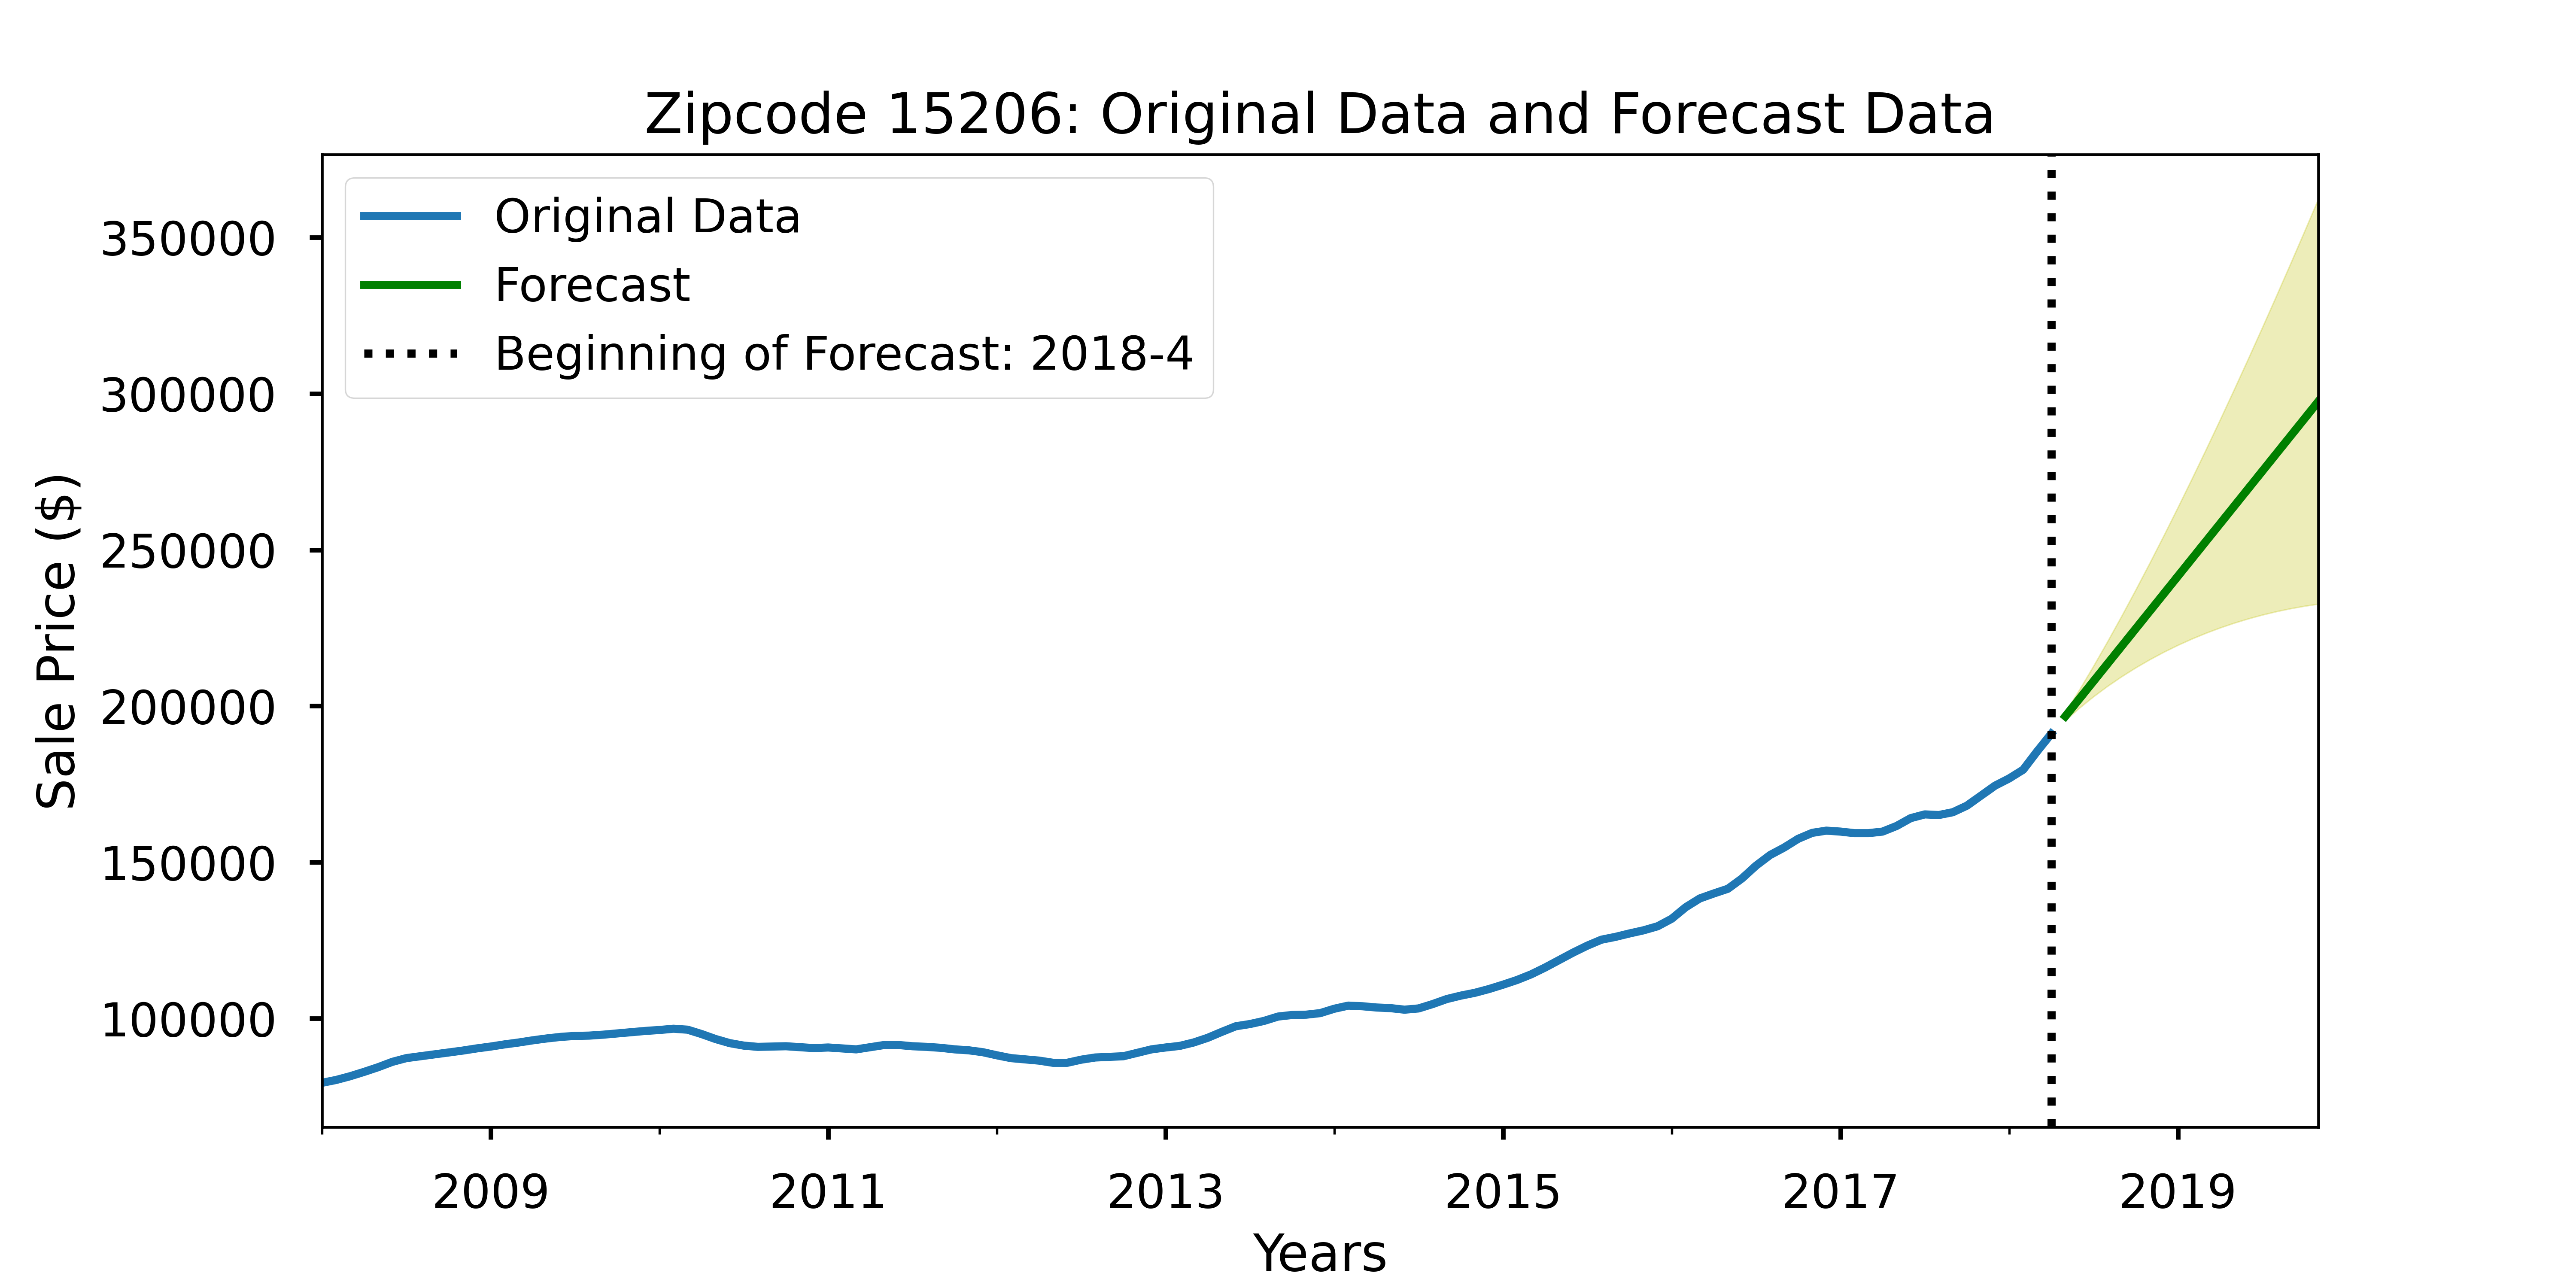 Zipcode 15206: Original Data and Forecast Data
Original Data
Forecast
Beginning of Forecast: 2018-4
Sale Price ($)
350000
300000
250000
200000
150000
100000
2009 2011 2013 2015 2017 2019
Years